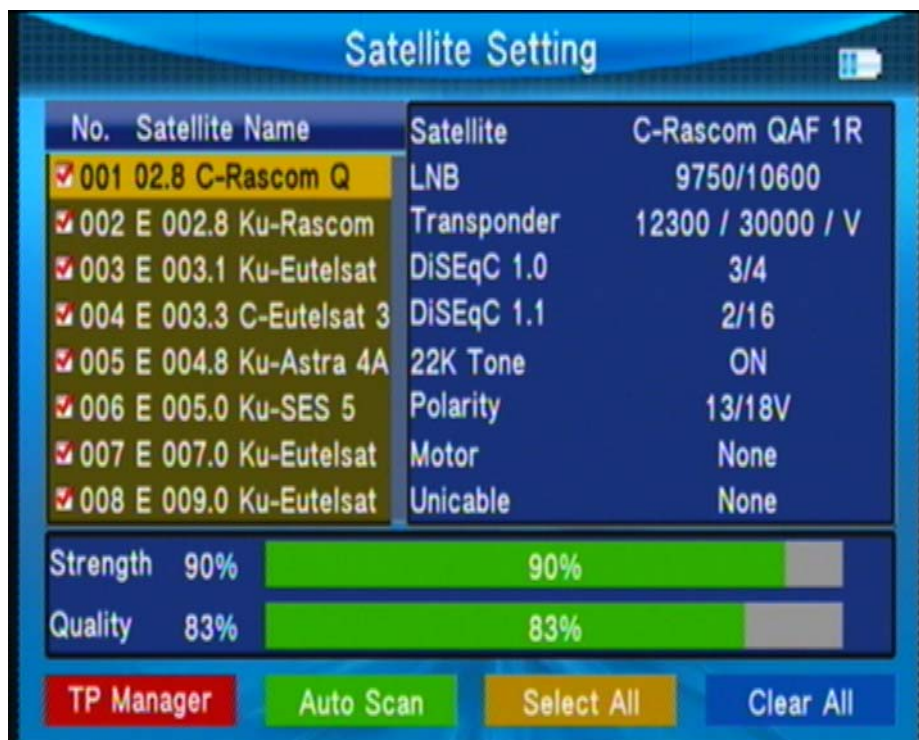 Satellite Setting
No. Satellite Name
001 02.8 C-Rascom Q
002 E 002.8 Ku-Rascom
003 E 003.1 Ku-Eutelsat
004 E 003.3 C-Eutelsat 3
005 E 004.8 Ku-Astra 4A
006 E 005.0 Ku-SES 5
007 E 007.0 Ku-Eutelsat
008 E 009.0 Ku-Eutelsat
Satellite C-Rascom QAF 1R
LNB 9750/10600
Transponder 12300 / 30000 / V
DiSEqC 1.0 3/4
DiSEqC 1.1 2/16
22K Tone ON
Polarity 13/18V
Motor None
Unicable None
Strength 90% 90%
Quality 83% 83%
TP Manager Auto Scan Select All Clear All